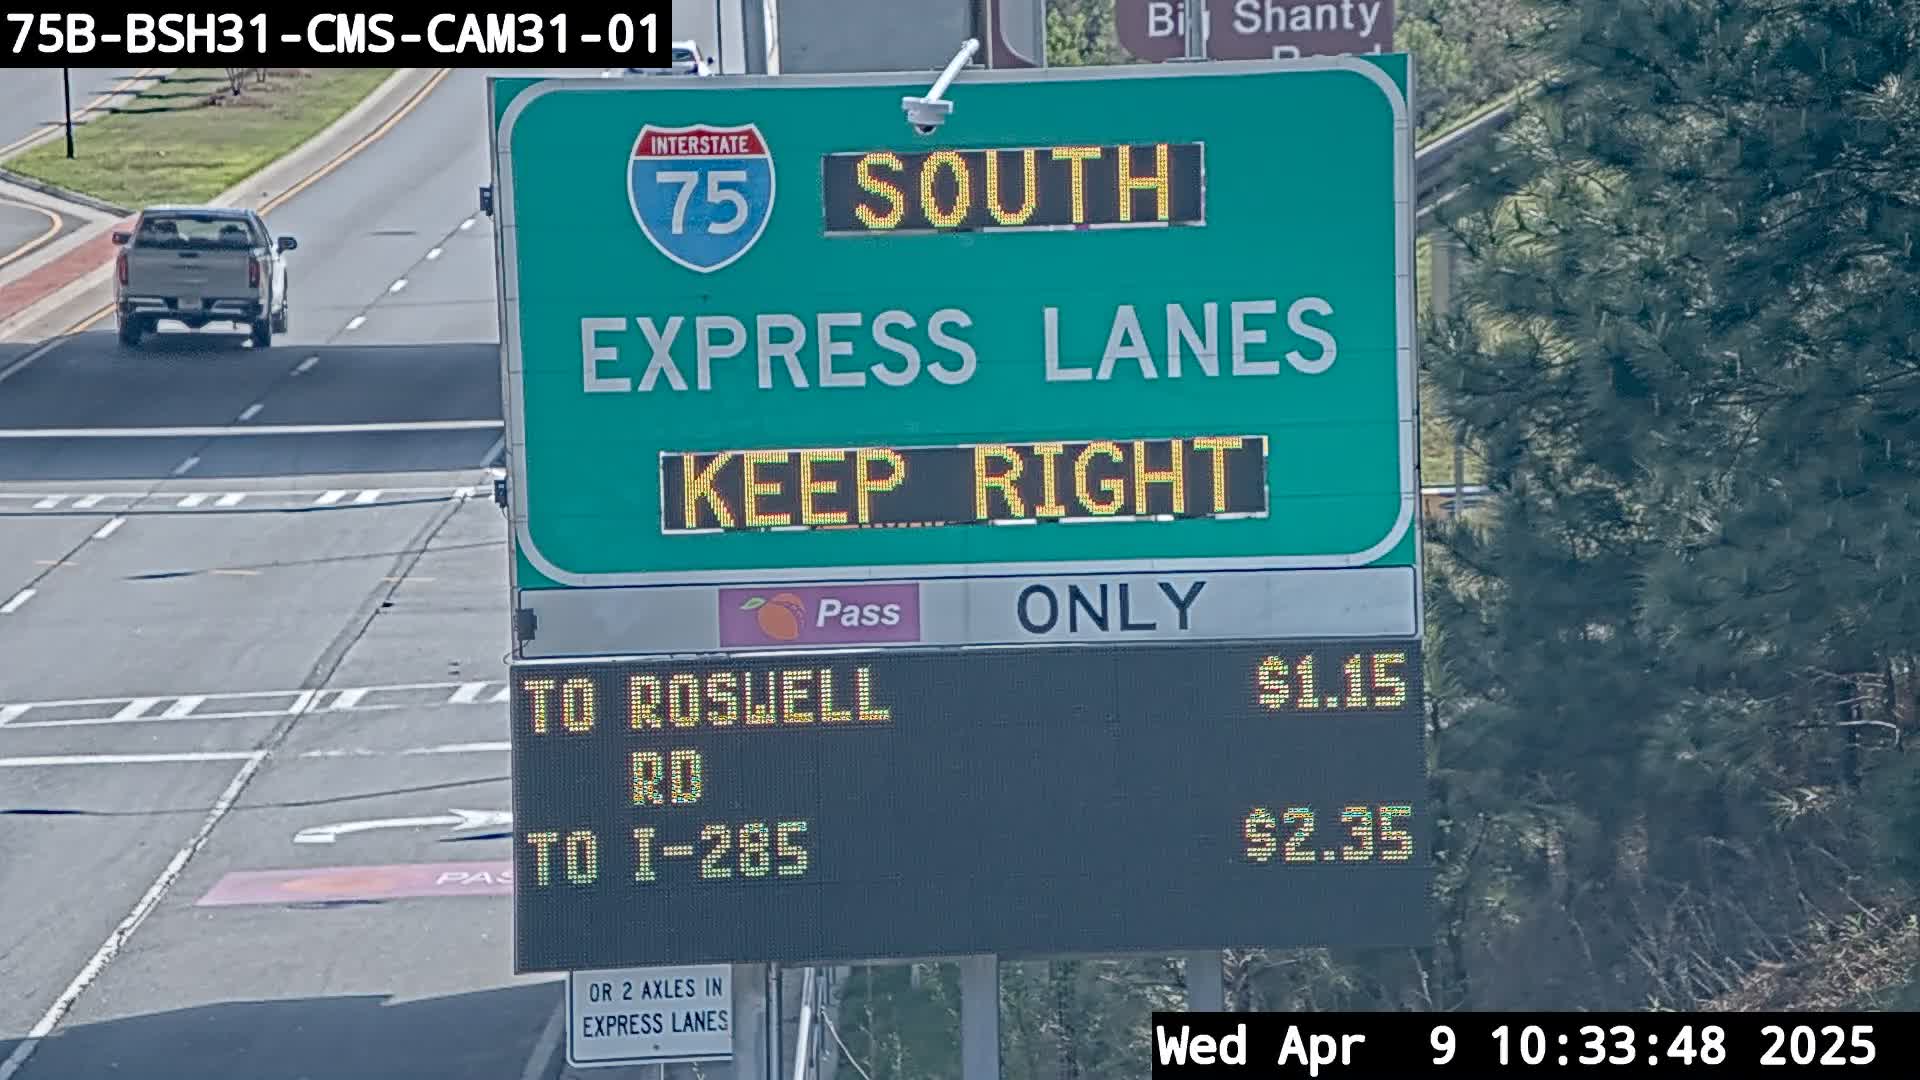 75B-BSH31-CMS-CAM31-01
Big Shanty
Road
INTERSTATE
75
SOUTH
EXPRESS LANES
KEEP RIGHT
Pass ONLY
TO ROSWELL $1.15
RD
TO I-285 $2.35
PAS
OR 2 AXLES IN
EXPRESS LANES
Wed Apr 9 10:33:48 2025